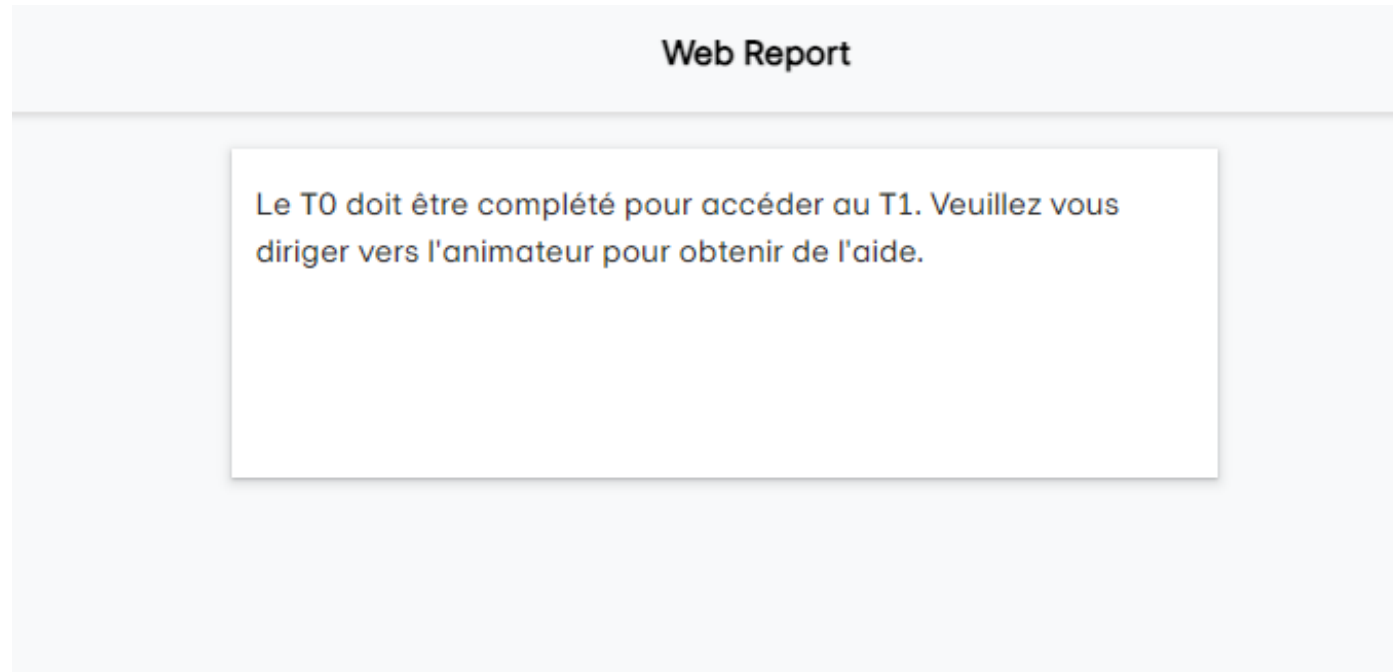 Web Report
Le T0 doit être complété pour accéder au T1. Veuillez vous
diriger vers l'animateur pour obtenir de l'aide.